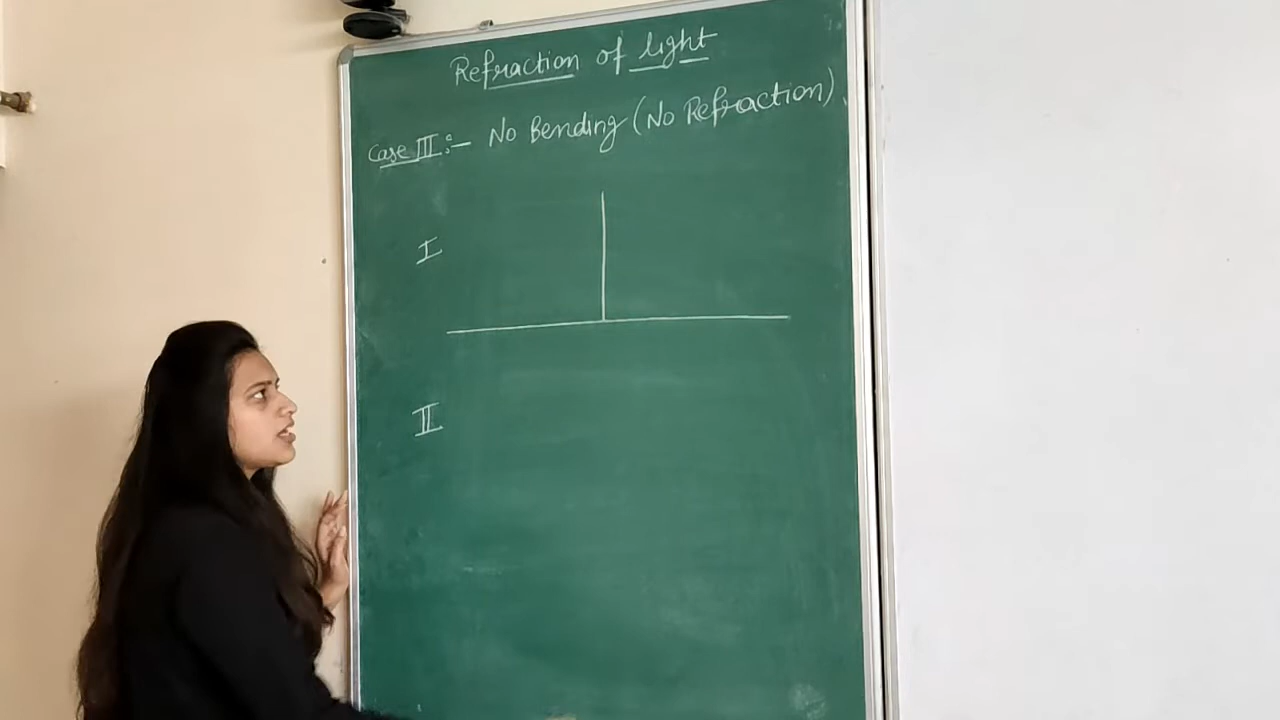 Refraction of light
Case III:- No Bending (No Refraction).
I
II